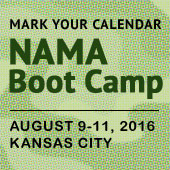 MARK YOUR CALENDAR
NAMA
Boot Camp
AUGUST 9-11, 2016
KANSAS CITY